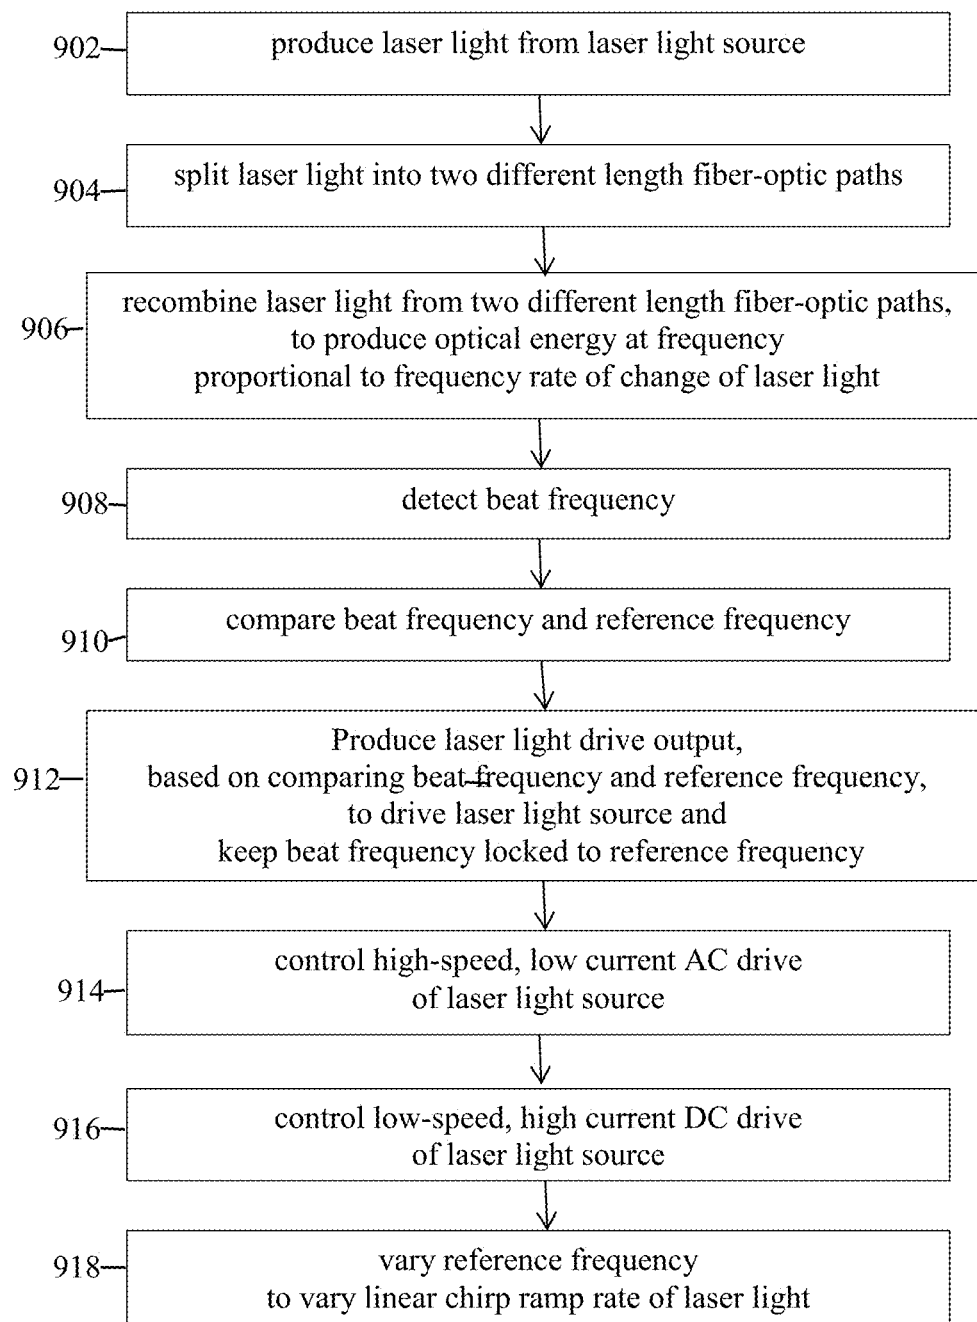 902
produce laser light from laser light source
904
split laser light into two different length fiber-optic paths
906
recombine laser light from two different length fiber-optic paths,
to produce optical energy at frequency
proportional to frequency rate of change of laser light
908
detect beat frequency
910
compare beat frequency and reference frequency
912
Produce laser light drive output,
based on comparing beat frequency and reference frequency,
to drive laser light source and
keep beat frequency locked to reference frequency
914
control high-speed, low current AC drive
of laser light source
916
control low-speed, high current DC drive
of laser light source
918
vary reference frequency
to vary linear chirp ramp rate of laser light